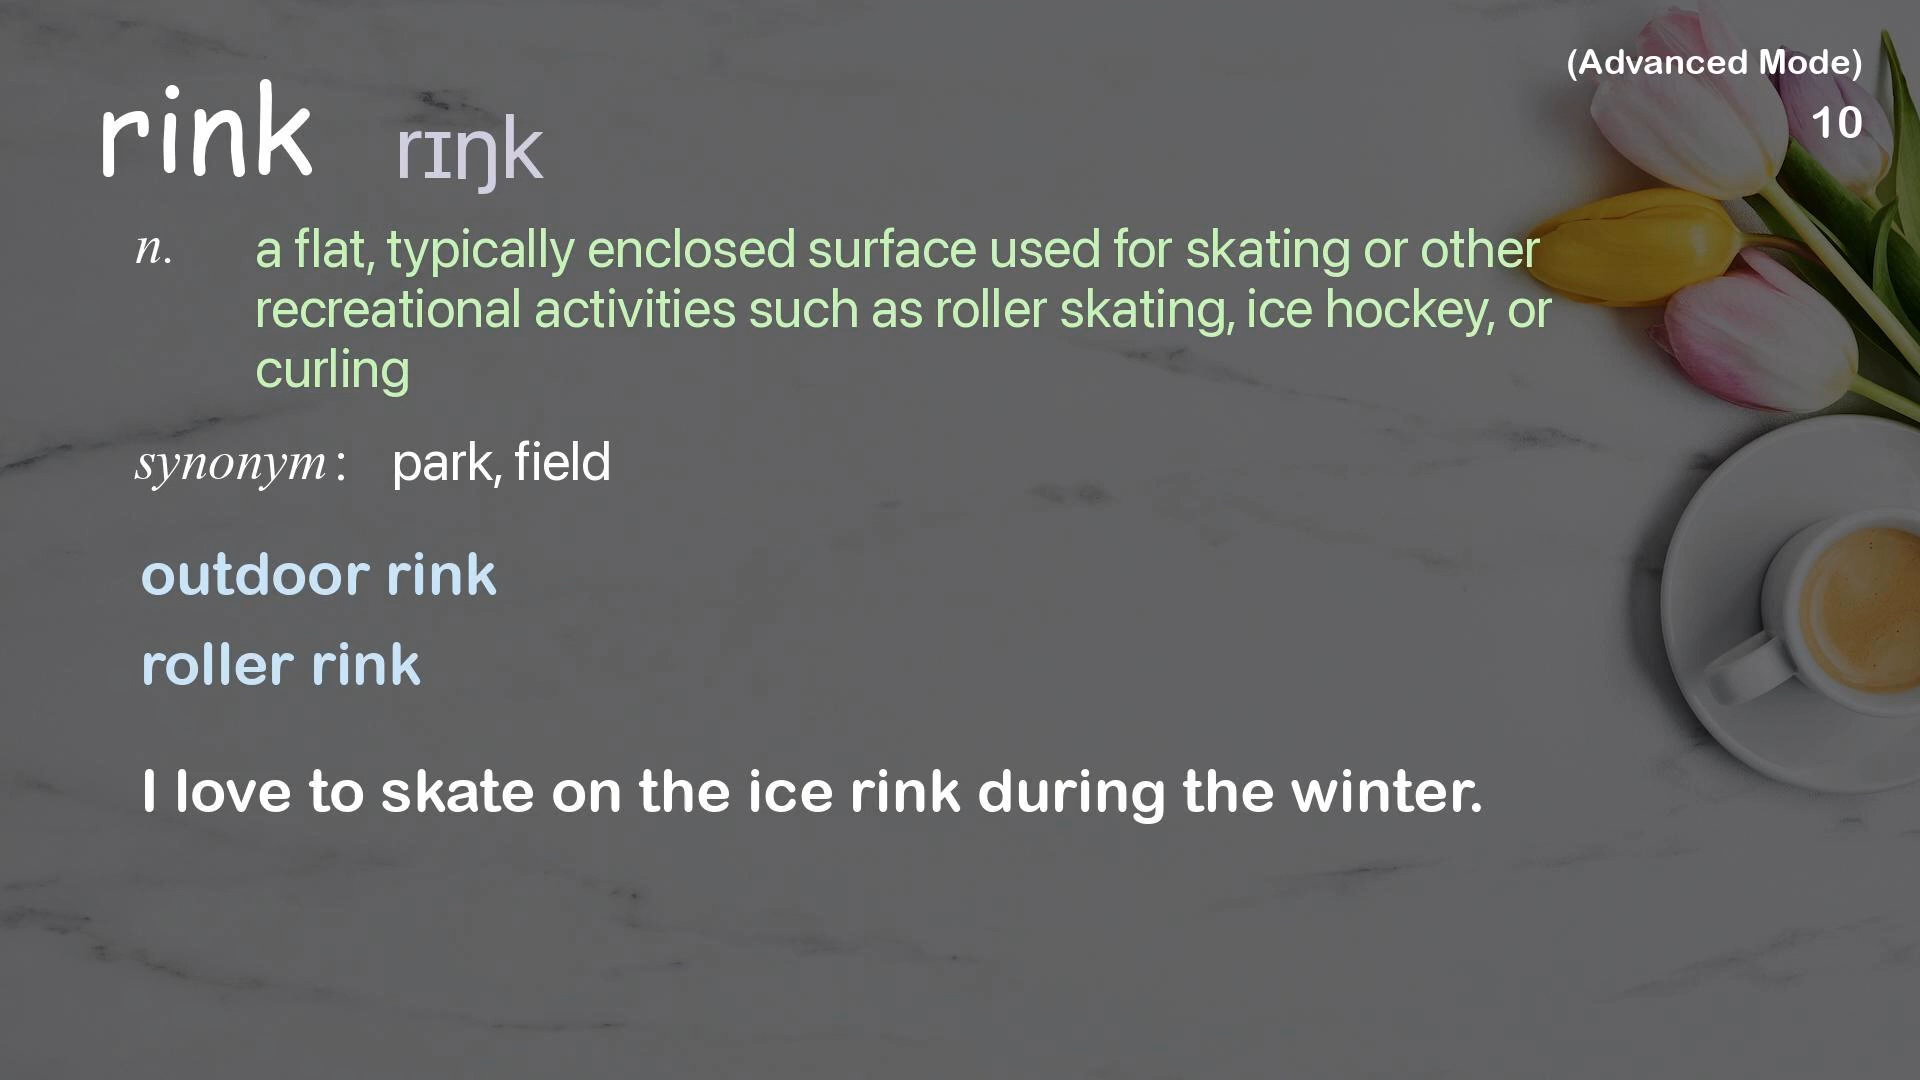 (Advanced Mode)
10
rink rɪŋk
n. a flat, typically enclosed surface used for skating or other
recreational activities such as roller skating, ice hockey, or
curling
synonym: park, field
outdoor rink
roller rink
I love to skate on the ice rink during the winter.